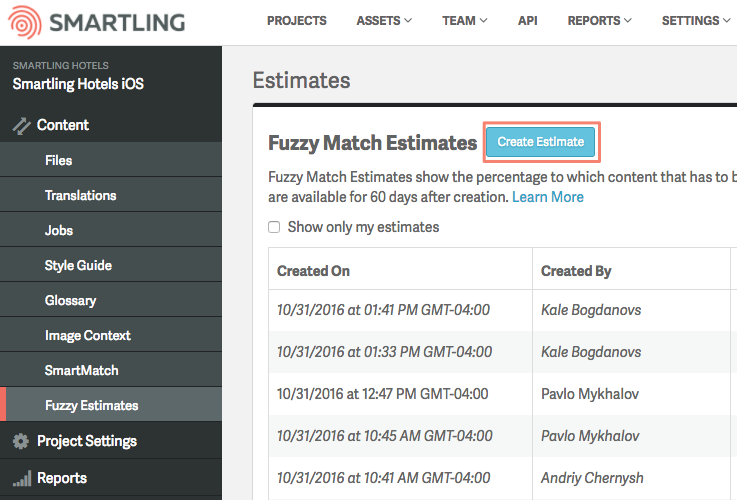 SMARTLING
PROJECTS ASSETS TEAM API REPORTS SETTINGS
SMARTLING HOTELS
Smartling Hotels iOS
Content
Files
Translations
Jobs
Style Guide
Glossary
Image Context
SmartMatch
Fuzzy Estimates
Project Settings
Reports
Estimates
Fuzzy Match Estimates Create Estimate
Fuzzy Match Estimates show the percentage to which content that has to b
are available for 60 days after creation. Learn More
Show only my estimates
Created On Created By
10/31/2016 at 01:41 PM GMT-04:00 Kale Bogdanovs
10/31/2016 at 01:33 PM GMT-04:00 Kale Bogdanovs
10/31/2016 at 12:47 PM GMT-04:00 Pavlo Mykhalov
10/31/2016 at 10:45 AM GMT-04:00 Pavlo Mykhalov
10/31/2016 at 10:41 AM GMT-04:00 Andriy Chernysh